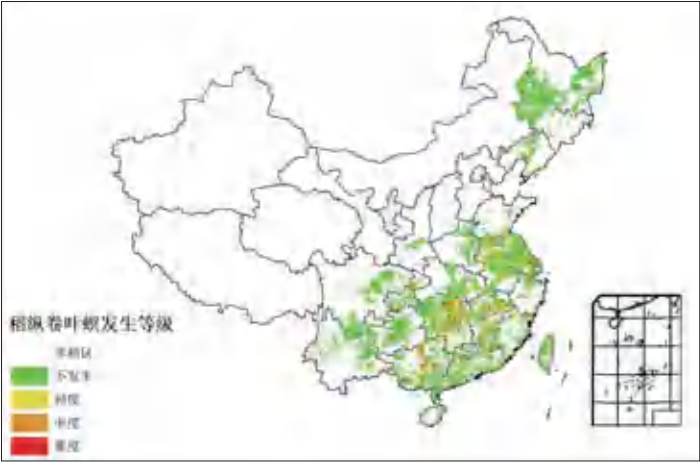 稻纵卷叶螟发生等级
非稻区
不发生
轻度
中度
重度